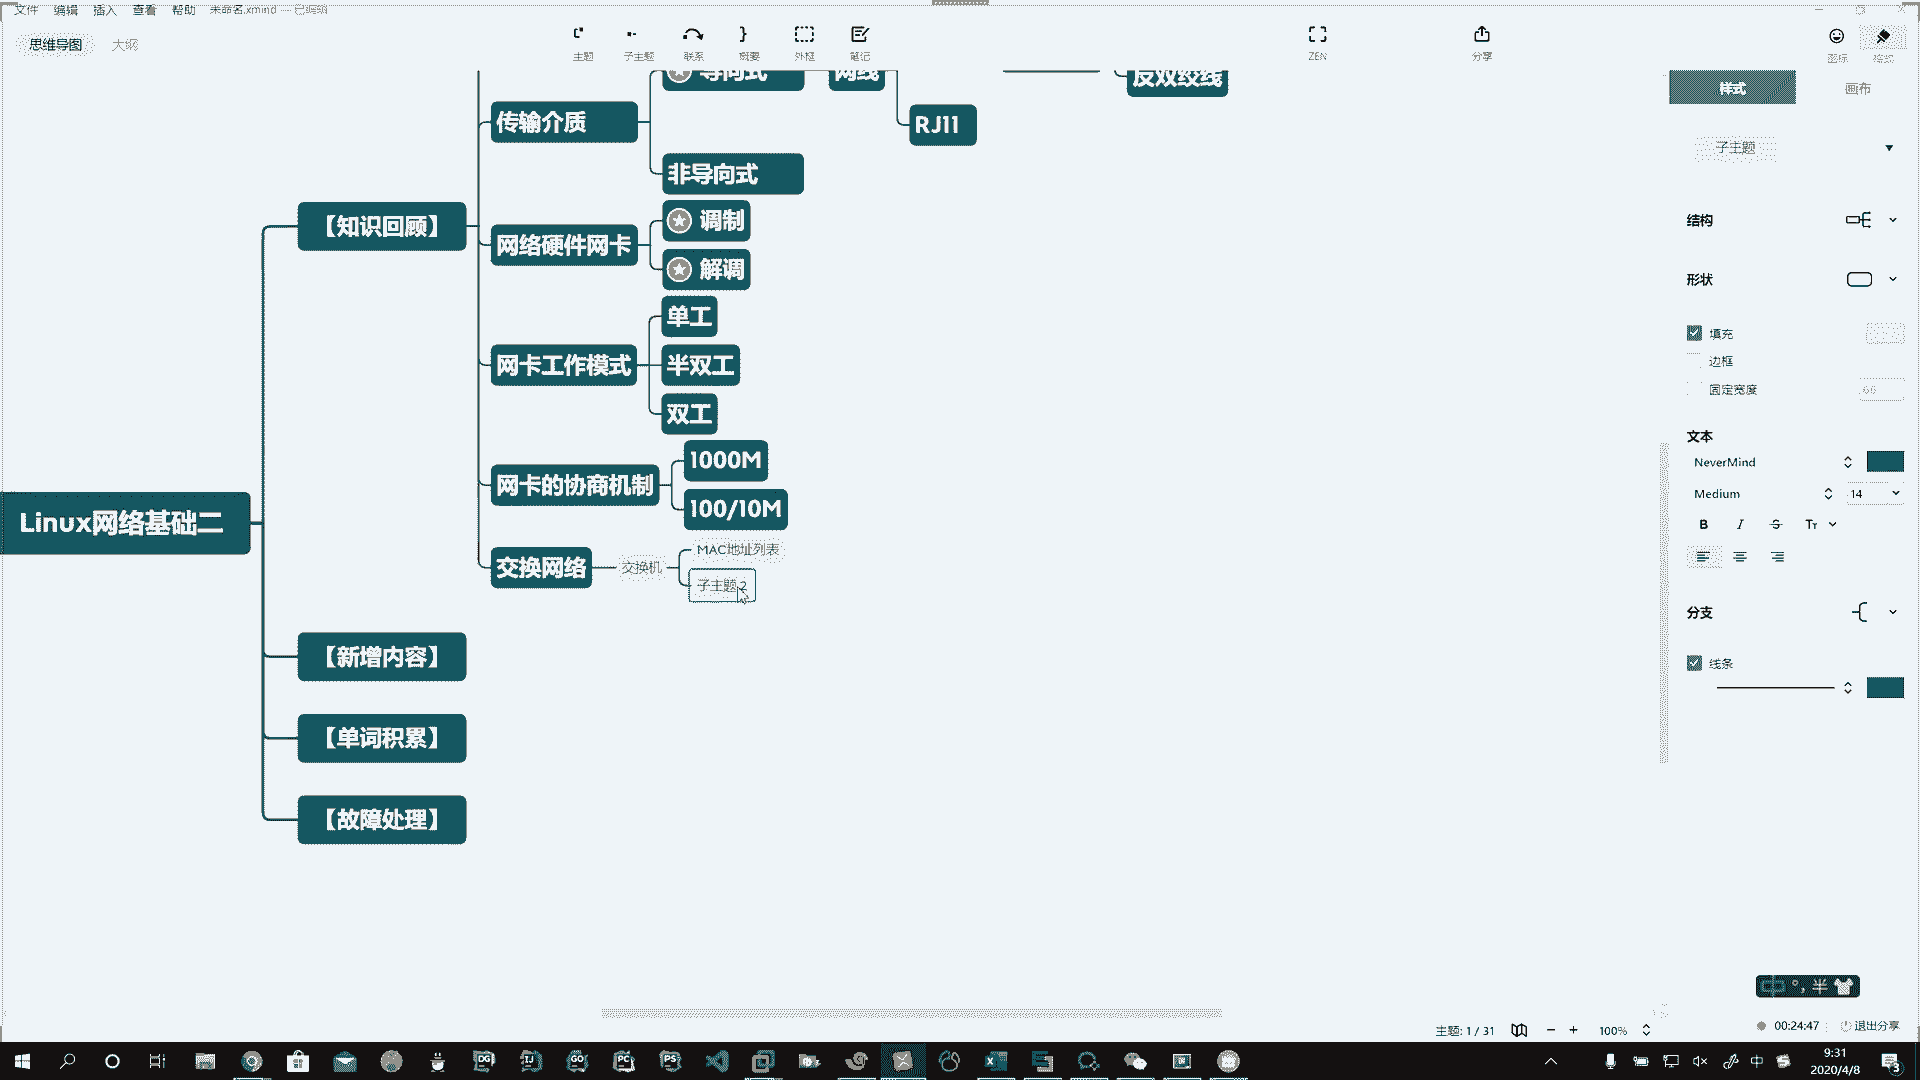 文件 编辑 插入 查看 帮助 未命名.xmind — 已编辑
思维导图 大纲
主题 子主题 联系 概要 外框 笔记 ZEN 分享 图标 格式
样式 画布
导向式 网线 反双绞线
传输介质 RJ11
非导向式
【知识回顾】
网络硬件网卡 调制
解调
网卡工作模式 单工
半双工
双工
网卡的协商机制 1000M
100/10M
Linux网络基础二
交换网络 交换机 MAC地址列表
子主题 2
【新增内容】
【单词积累】
【故障处理】
子主题
结构
形状
填充
边框
固定宽度 66
文本
NeverMind
Medium 14
B I S Tт
分支
线条
中 °, 半
主题: 1 / 31 100%
00:24:47 退出分享
DG IJ GO PC PS
中
9:31
2020/4/8
3